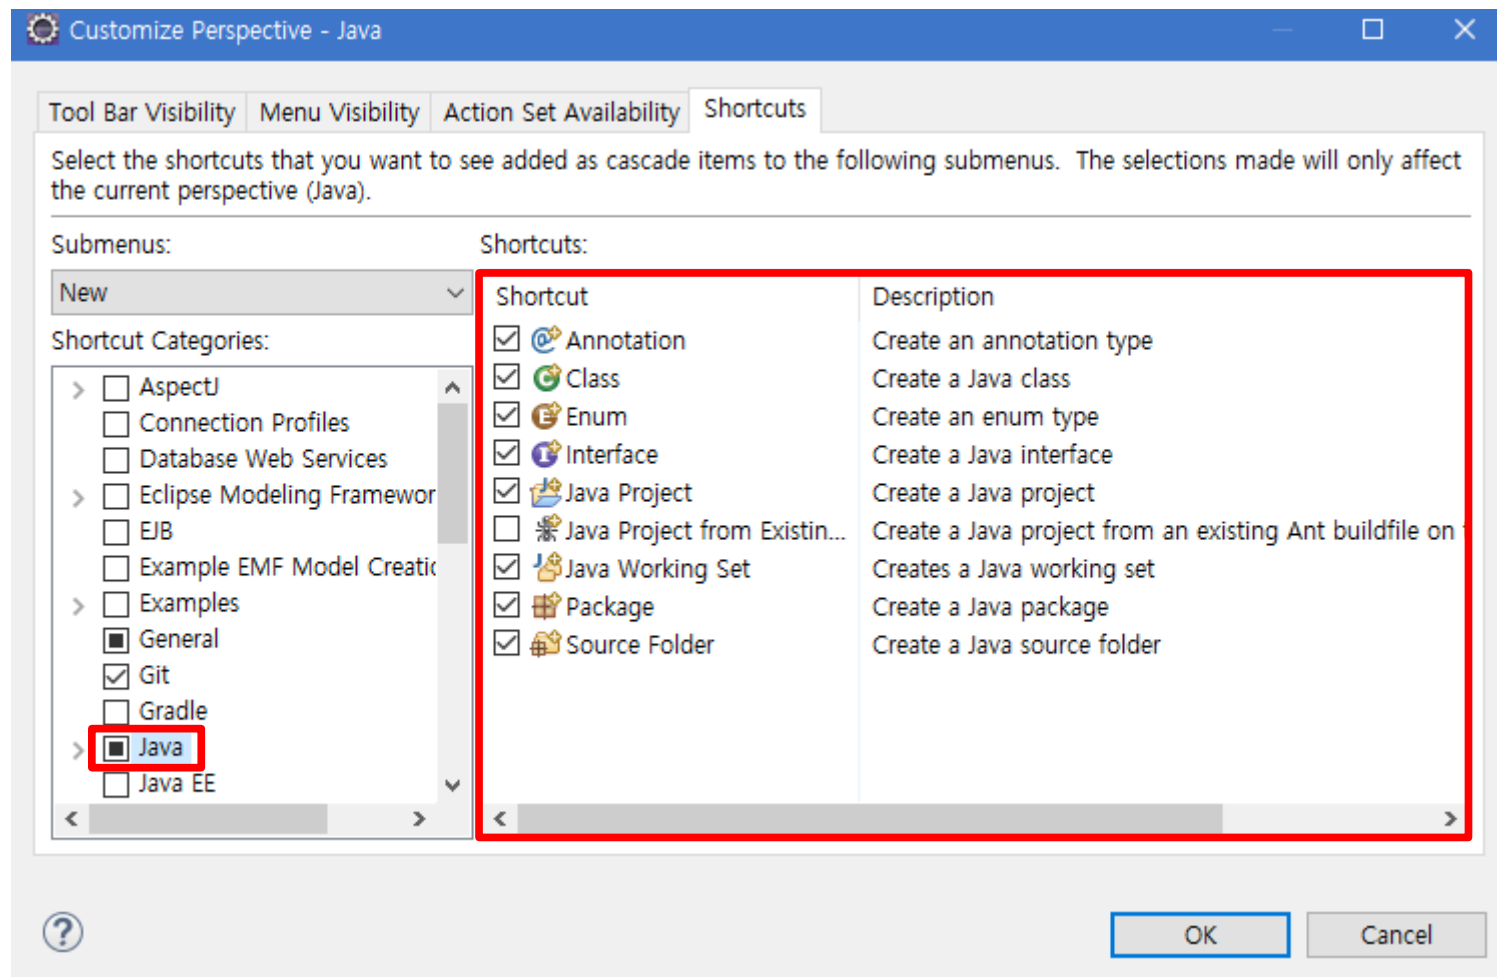 Customize Perspective - Java
Tool Bar Visibility
Menu Visibility
Action Set Availability
Shortcuts
Select the shortcuts that you want to see added as cascade items to the following submenus.  The selections made will only affect
the current perspective (Java).
Submenus:
New
Shortcut Categories:
AspectJ
Connection Profiles
Database Web Services
Eclipse Modeling Framewor
EJB
Example EMF Model Creatic
Examples
General
Git
Gradle
Java
Java EE
Shortcuts:
Shortcut Description
Annotation Create an annotation type
Class Create a Java class
Enum Create an enum type
Interface Create a Java interface
Java Project Create a Java project
Java Project from Existin... Create a Java project from an existing Ant buildfile on
Java Working Set Creates a Java working set
Package Create a Java package
Source Folder Create a Java source folder
OK
Cancel